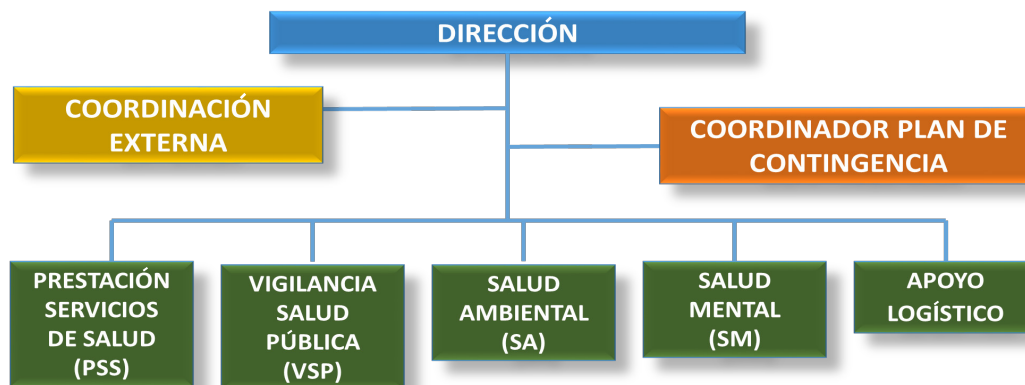 DIRECCIÓN
COORDINACIÓN
EXTERNA
COORDINADOR PLAN DE
CONTINGENCIA
PRESTACIÓN
SERVICIOS
DE SALUD
(PSS)
VIGILANCIA
SALUD
PÚBLICA
(VSP)
SALUD
AMBIENTAL
(SA)
SALUD
MENTAL
(SM)
APOYO
LOGÍSTICO